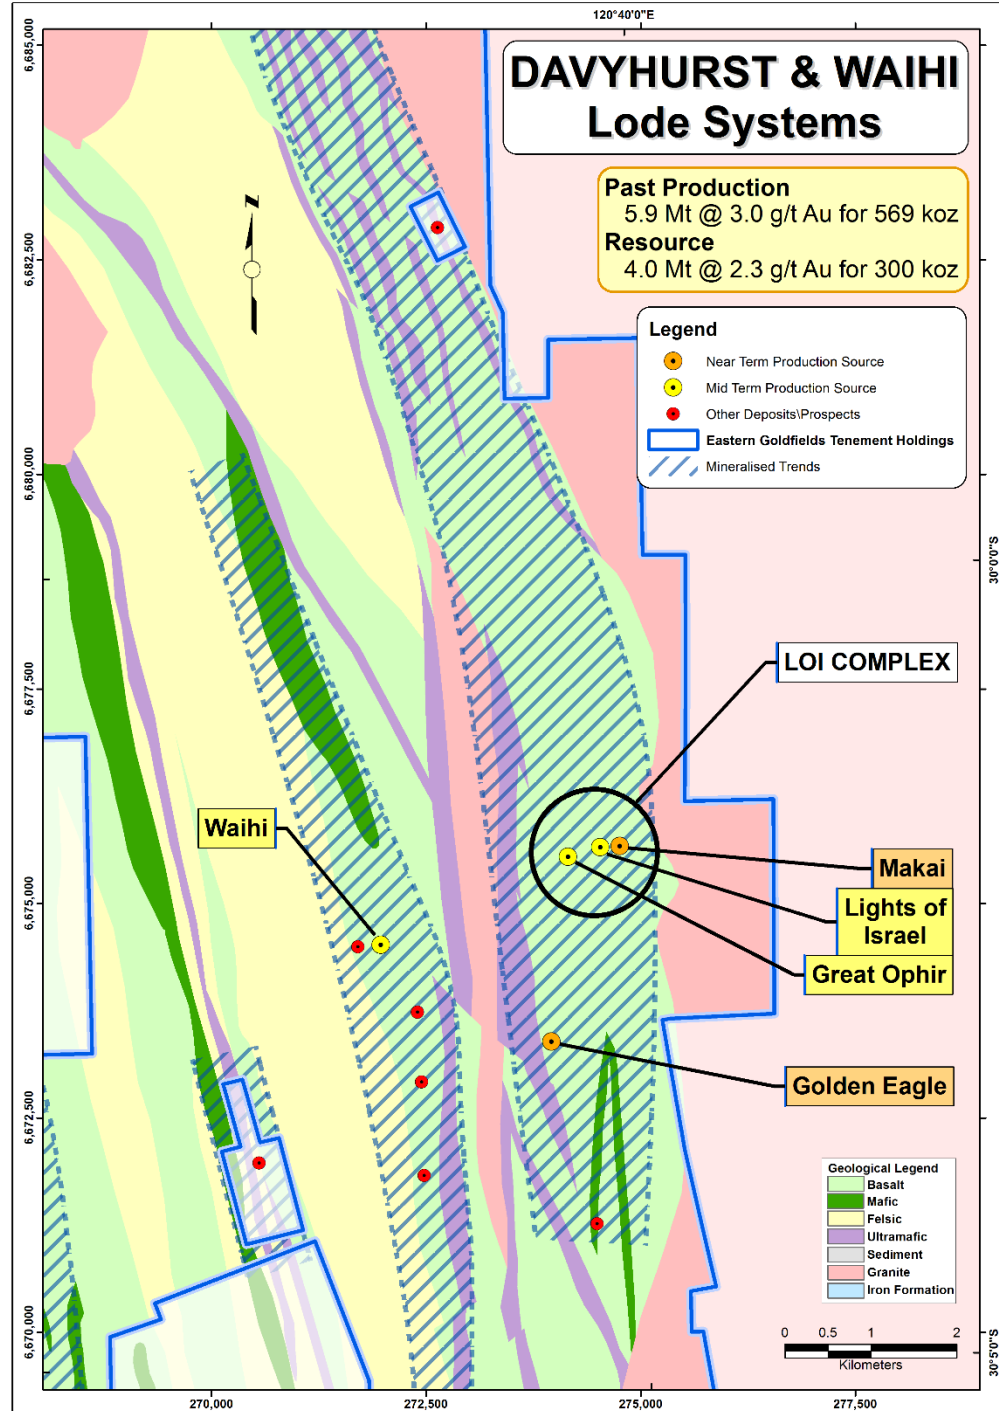 120°40'0"E
DAVYHURST & WAIHI
Lode Systems
Past Production
5.9 Mt @ 3.0 g/t Au for 569 koz
Resource
4.0 Mt @ 2.3 g/t Au for 300 koz
Legend
Near Term Production Source
Mid Term Production Source
Other Deposits\Prospects
Eastern Goldfields Tenement Holdings
Mineralised Trends
N
6,685,000
6,682,500
6,680,000
6,677,500
6,675,000
6,672,500
6,670,000
30°0'0"S
30°5'0"S
LOI COMPLEX
Waihi
Makai
Lights of
Israel
Great Ophir
Golden Eagle
Geological Legend
Basalt
Mafic
Felsic
Ultramafic
Sediment
Granite
Iron Formation
0 0.5 1 2
Kilometers
270,000 272,500 275,000 277,500